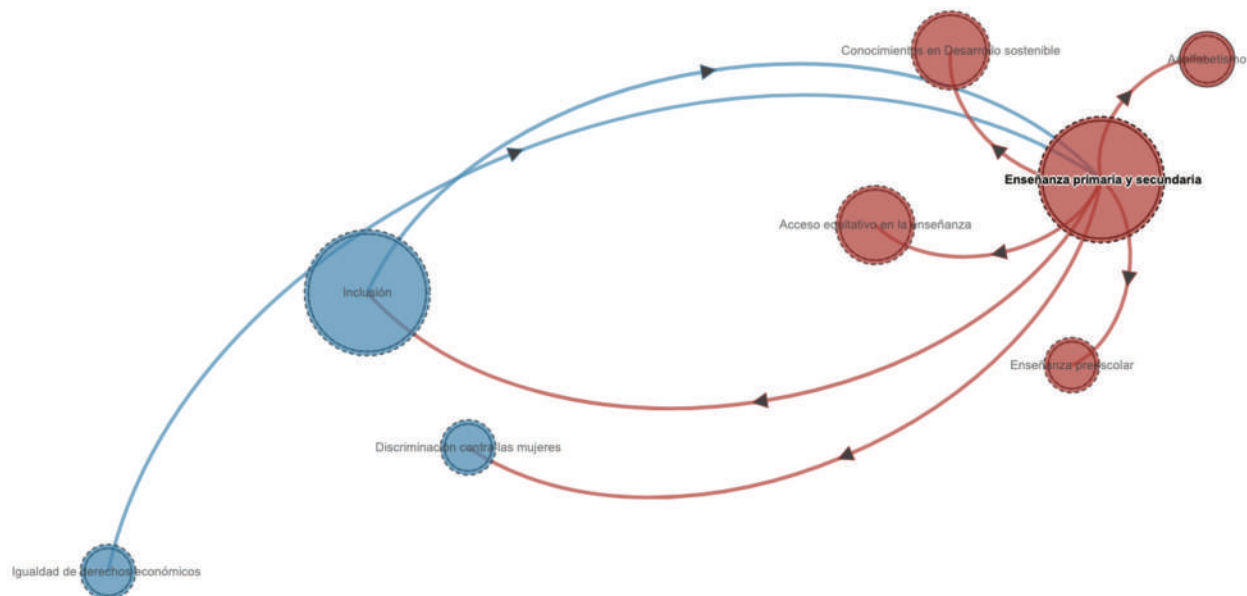 Conocimientos en Desarrollo sostenible
Analfabetismo
Enseñanza primaria y secundaria
Acceso equitativo en la enseñanza
Inclusión
Enseñanza preescolar
Discriminación contra las mujeres
Igualdad de derechos económicos